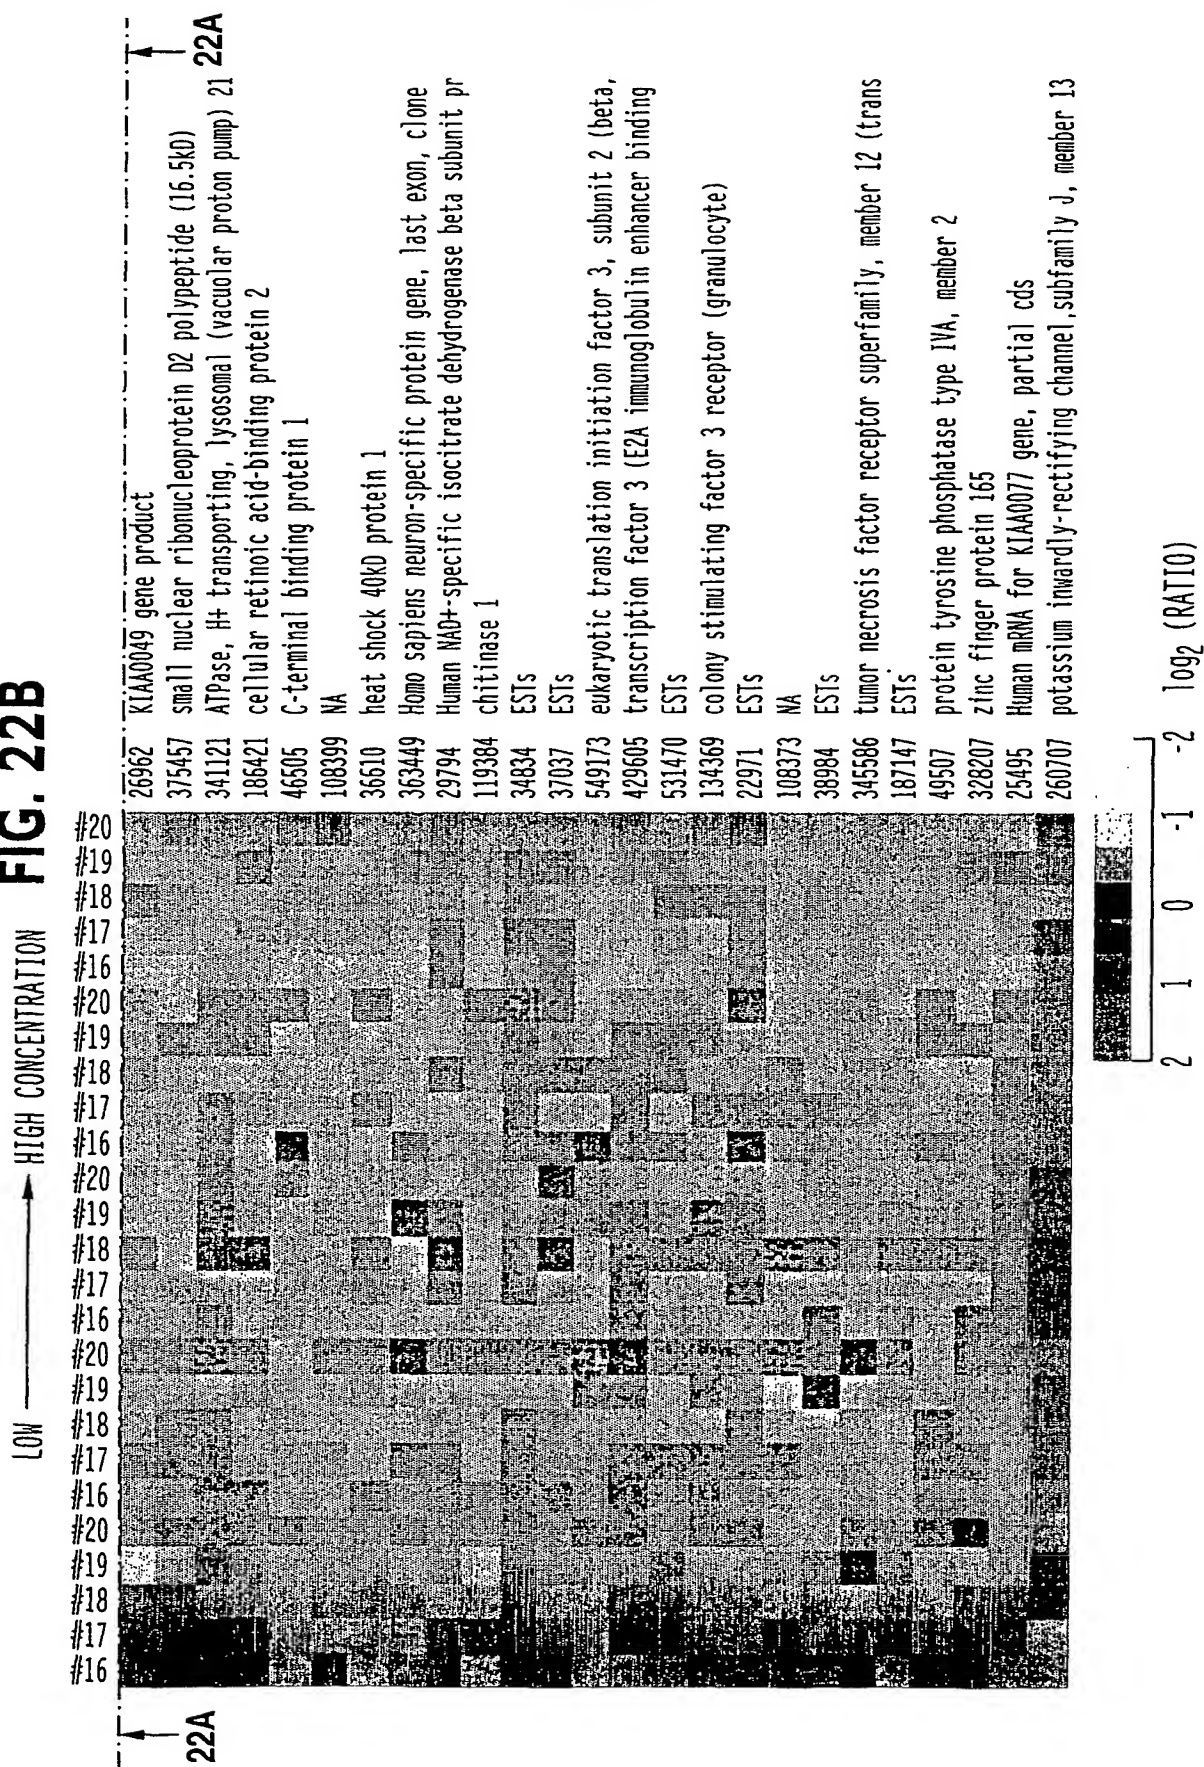 FIG. 22B
LOW HIGH CONCENTRATION
#16 #17 #18 #19 #20 #16 #17 #18 #19 #20 #16 #17 #18 #19 #20 #16 #17 #18 #19 #20 #16 #17 #18 #19 #20
22A
22A
26962 KIAA0049 gene product
375457 small nuclear ribonucleoprotein D2 polypeptide (16.5kD)
341121 ATPase, H+ transporting, lysosomal (vacuolar proton pump) 21
186421 cellular retinoic acid-binding protein 2
46505 C-terminal binding protein 1
108399 NA
36610 heat shock 40kD protein 1
363449 Homo sapiens neuron-specific protein gene, last exon, clone
29794 Human NAD+-specific isocitrate dehydrogenase beta subunit pr
119384 chitinase 1
34834 ESTs
37037 ESTs
549173 eukaryotic translation initiation factor 3, subunit 2 (beta,
429605 transcription factor 3 (E2A immunoglobulin enhancer binding
531470 ESTs
134369 colony stimulating factor 3 receptor (granulocyte)
22971 ESTs
108373 NA
38984 ESTs
345586 tumor necrosis factor receptor superfamily, member 12 (trans
187147 ESTs
49507 protein tyrosine phosphatase type IVA, member 2
328207 zinc finger protein 165
25495 Human mRNA for KIAA0077 gene, partial cds
260707 potassium inwardly-rectifying channel,subfamily J, member 13
2 1 0 -1 -2 log2 (RATIO)